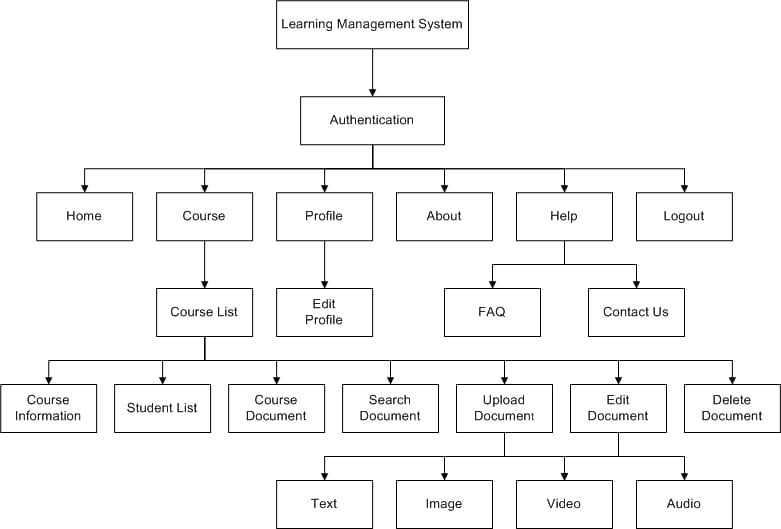 Learning Management System
Authentication
Home
Course
Profile
About
Help
Logout
Course List
Edit
Profile
FAQ
Contact Us
Course
Information
Student List
Course
Document
Search
Document
Upload
Document
Edit
Document
Delete
Document
Text
Image
Video
Audio